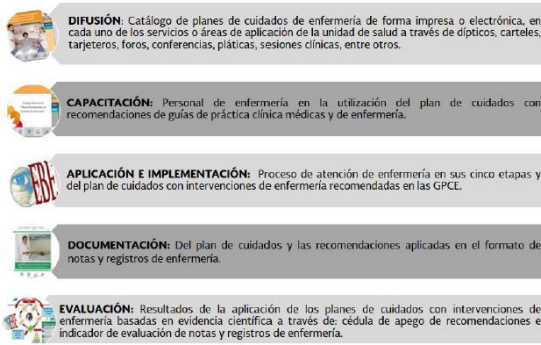 DIFUSIÓN: Catálogo de planes de cuidados de enfermería de forma impresa o electrónica, en
cada uno de los servicios o áreas de aplicación de la unidad de salud a través de dípticos, carteles,
tarjeteros, foros, conferencias, pláticas, sesiones clínicas, entre otros.
CAPACITACIÓN: Personal de enfermería en la utilización del plan de cuidados con
recomendaciones de guías de práctica clínica médicas y de enfermería.
EBE
APLICACIÓN E IMPLEMENTACIÓN: Proceso de atención de enfermería en sus cinco etapas y
del plan de cuidados con intervenciones de enfermería recomendadas en las GPCE.
DOCUMENTACIÓN: Del plan de cuidados y las recomendaciones aplicadas en el formato de
notas y registros de enfermería.
EVALUACIÓN: Resultados de la aplicación de los planes de cuidados con intervenciones de
enfermería basadas en evidencia científica a través de: cédula de apego de recomendaciones e
indicador de evaluación de notas y registros de enfermería.